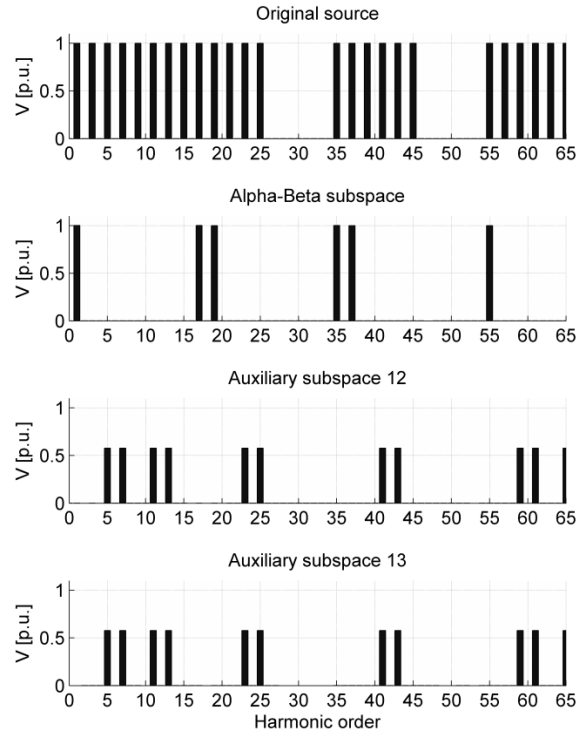 Original source
V [p.u.]
1
0.5
0
0 5 10 15 20 25 30 35 40 45 50 55 60 65
Alpha-Beta subspace
V [p.u.]
1
0.5
0
0 5 10 15 20 25 30 35 40 45 50 55 60 65
Auxiliary subspace 12
V [p.u.]
1
0.5
0
0 5 10 15 20 25 30 35 40 45 50 55 60 65
Auxiliary subspace 13
V [p.u.]
1
0.5
0
0 5 10 15 20 25 30 35 40 45 50 55 60 65
Harmonic order